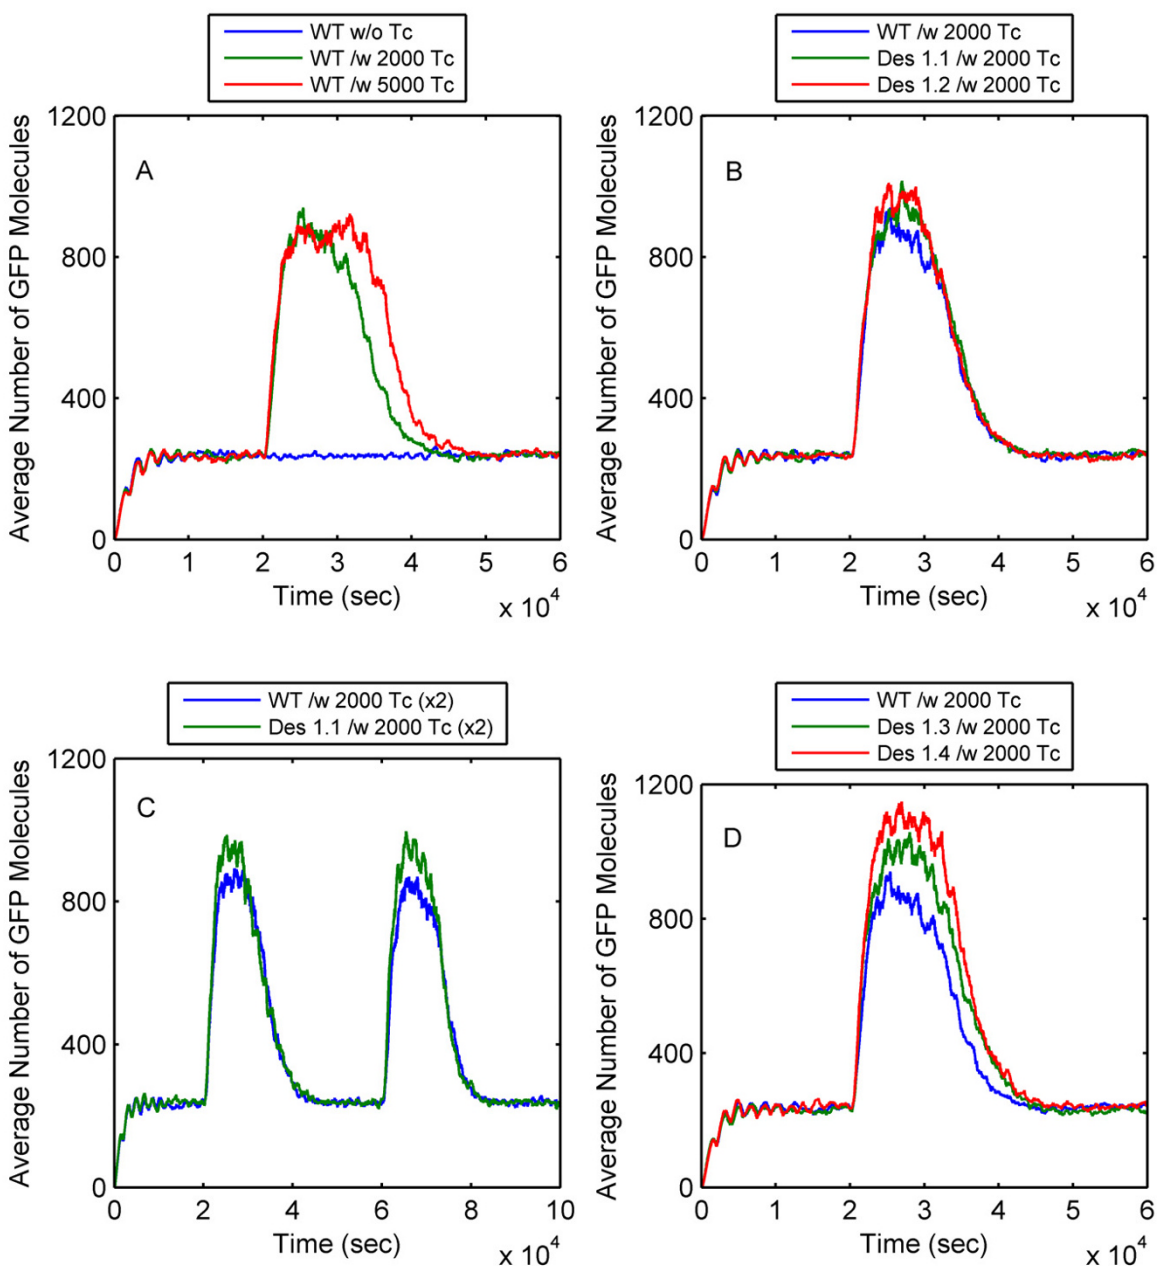 WT w/o Tc
WT /w 2000 Tc
WT /w 5000 Tc
1200
800
400
0
Average Number of GFP Molecules
A
0 1 2 3 4 5 6
Time (sec)
x 10^4
WT /w 2000 Tc
Des 1.1 /w 2000 Tc
Des 1.2 /w 2000 Tc
1200
800
400
0
Average Number of GFP Molecules
B
0 1 2 3 4 5 6
Time (sec)
x 10^4
WT /w 2000 Tc (x2)
Des 1.1 /w 2000 Tc (x2)
1200
800
400
0
Average Number of GFP Molecules
C
0 2 4 6 8 10
Time (sec)
x 10^4
WT /w 2000 Tc
Des 1.3 /w 2000 Tc
Des 1.4 /w 2000 Tc
1200
800
400
0
Average Number of GFP Molecules
D
0 1 2 3 4 5 6
Time (sec)
x 10^4